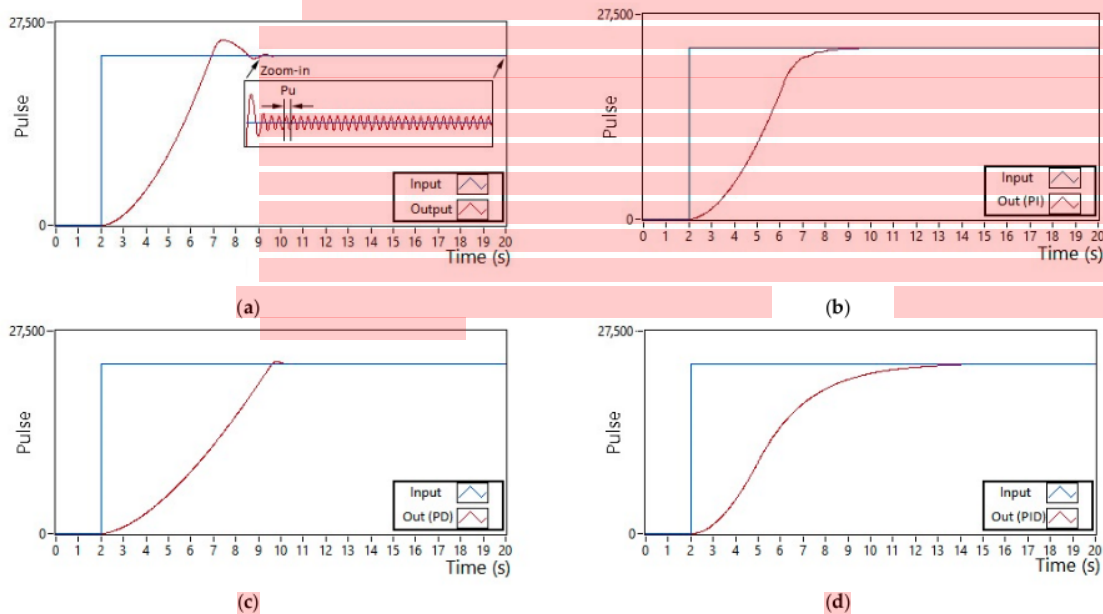 27,500
Pulse
0
Zoom-in
Pu
Input
Output
0 1 2 3 4 5 6 7 8 9 10 11 12 13 14 15 16 17 18 19 20
Time (s)
(a)
27,500
Pulse
0
Input
Out (PI)
0 1 2 3 4 5 6 7 8 9 10 11 12 13 14 15 16 17 18 19 20
Time (s)
(b)
27,500
Pulse
0
Input
Out (PD)
0 1 2 3 4 5 6 7 8 9 10 11 12 13 14 15 16 17 18 19 20
Time (s)
(c)
27,500
Pulse
0
Input
Out (PID)
0 1 2 3 4 5 6 7 8 9 10 11 12 13 14 15 16 17 18 19 20
Time (s)
(d)